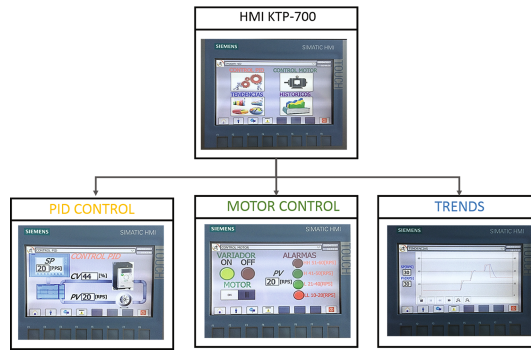 HMI KTP-700
SIEMENS
SIMATIC HMI
CONTROL PID
CONTROL MOTOR
TENDENCIAS
HISTORICOS
PID CONTROL
SIEMENS
SIMATIC HMI
CONTROL PID
SP
20 [RPS]
CV 44 [%]
PV 20 [RPS]
MOTOR CONTROL
SIEMENS
SIMATIC HMI
CONTROL MOTOR
VARIADOR
ON OFF
MOTOR
ALARMAS
PV
20 [RPS]
TRENDS
SIEMENS
SIMATIC HMI
TENDENCIAS